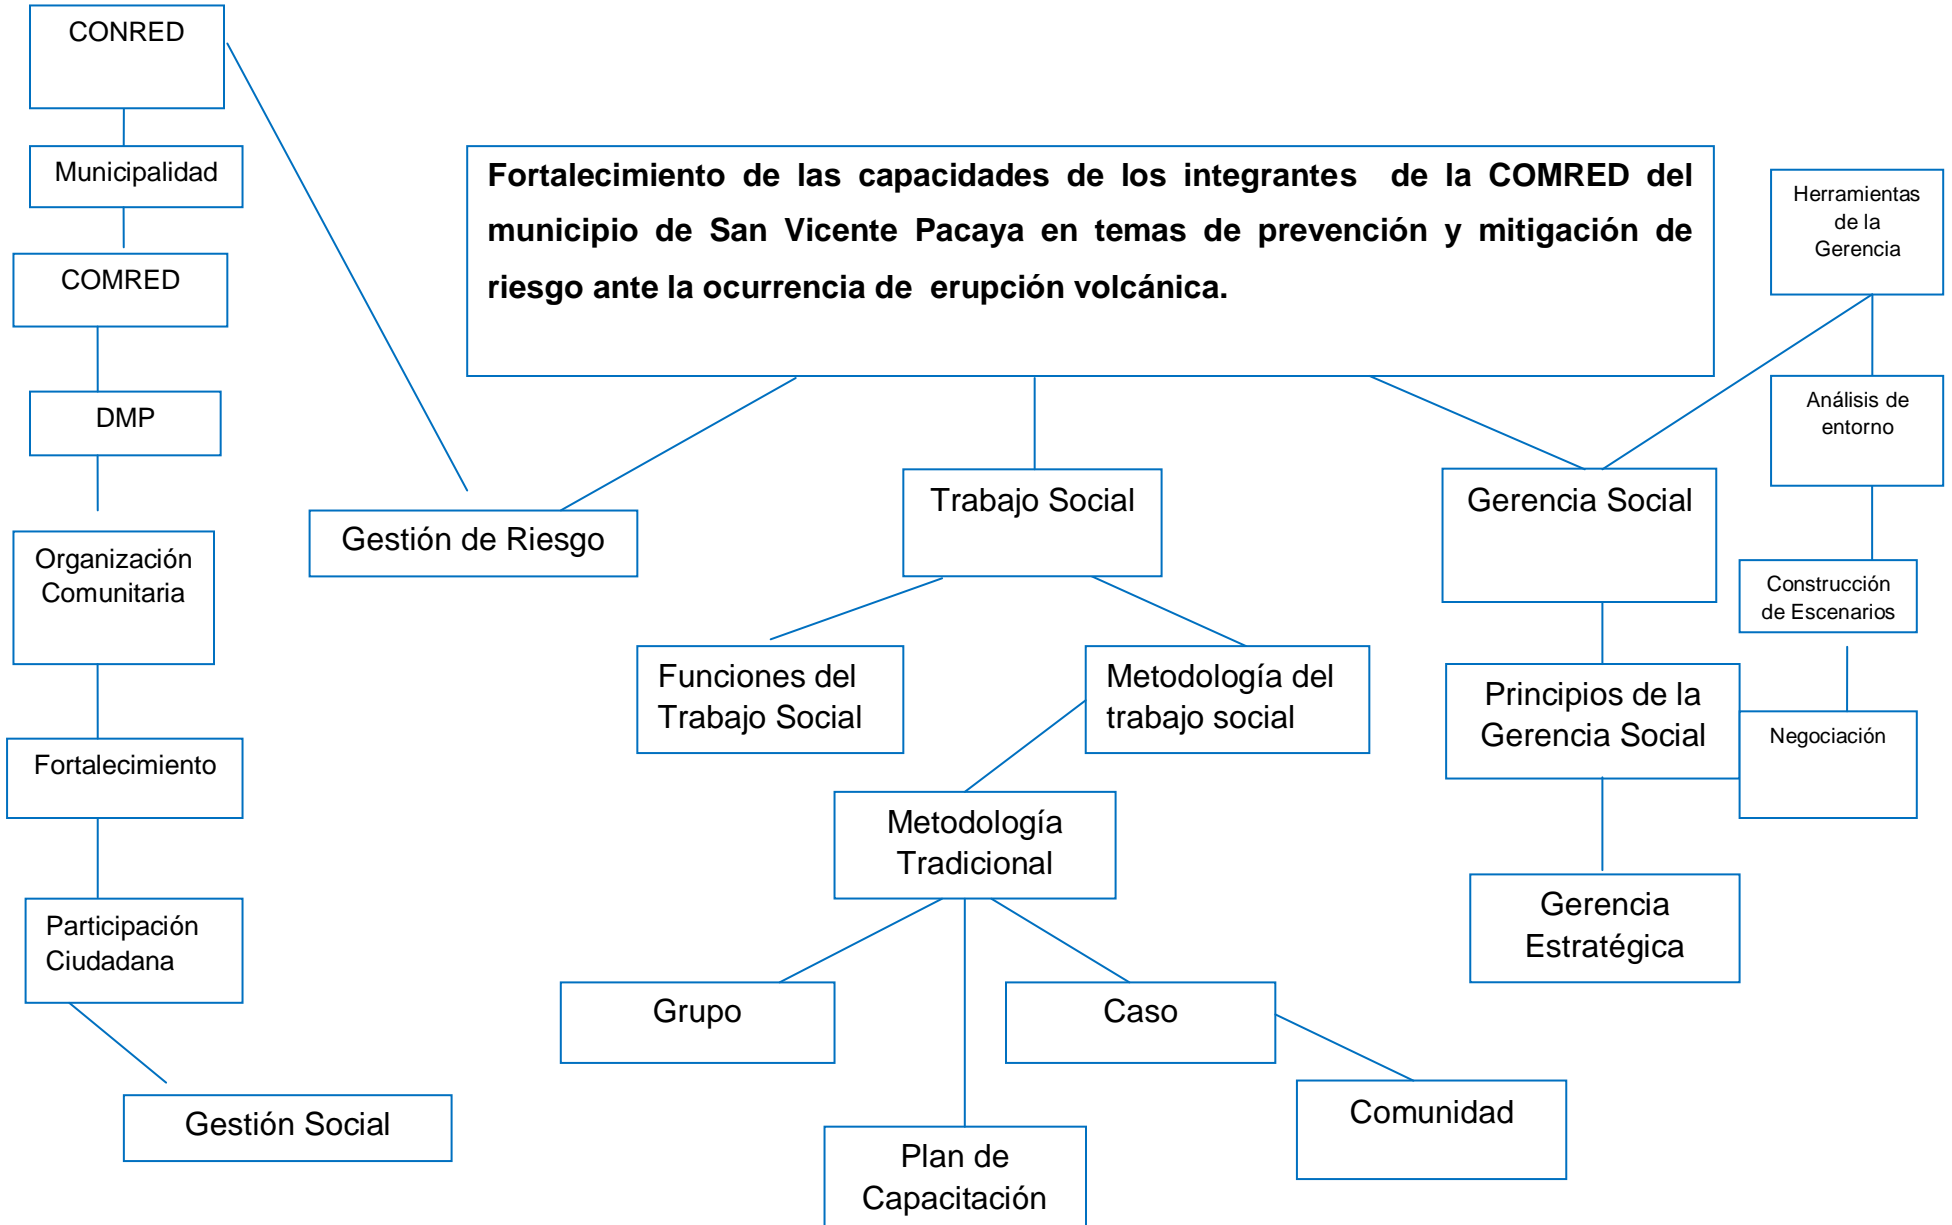 CONRED
Municipalidad
COMRED
DMP
Organización
Comunitaria
Fortalecimiento
Participación
Ciudadana
Gestión Social
Fortalecimiento de las capacidades de los integrantes de la COMRED del
municipio de San Vicente Pacaya en temas de prevención y mitigación de
riesgo ante la ocurrencia de erupción volcánica.
Gestión de Riesgo
Trabajo Social
Funciones del
Trabajo Social
Metodología del
trabajo social
Metodología
Tradicional
Grupo
Caso
Comunidad
Plan de
Capacitación
Gerencia Social
Principios de la
Gerencia Social
Gerencia
Estratégica
Herramientas
de la
Gerencia
Análisis de
entorno
Construcción
de Escenarios
Negociación